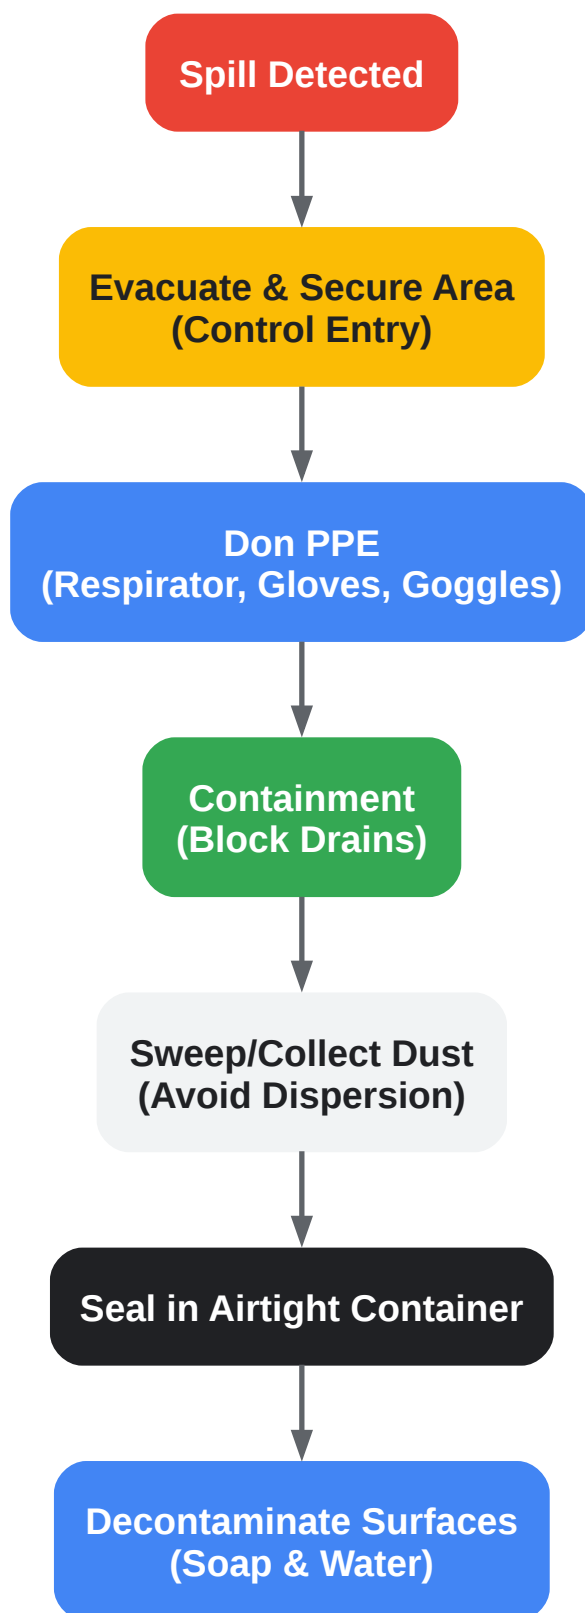 Spill Detected
Evacuate & Secure Area
(Control Entry)
Don PPE
(Respirator, Gloves, Goggles)
Containment
(Block Drains)
Sweep/Collect Dust
(Avoid Dispersion)
Seal in Airtight Container
Decontaminate Surfaces
(Soap & Water)